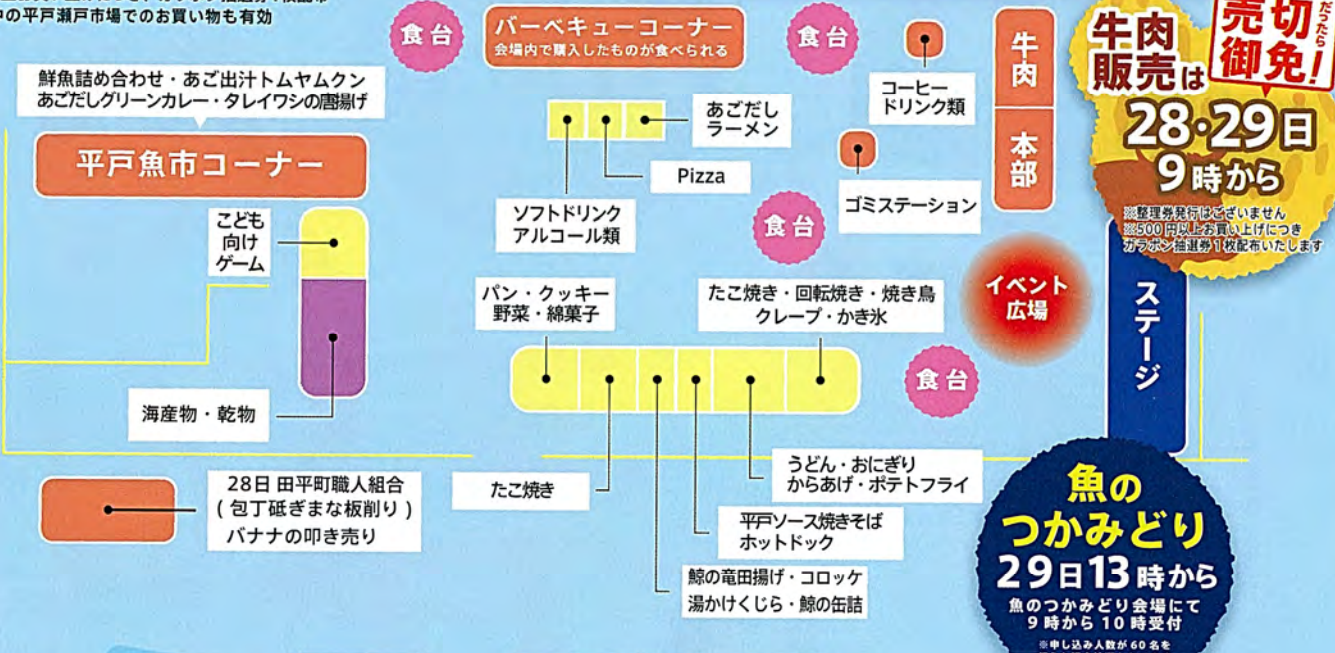 中の平戸瀬戸市場でのお買い物も有効
食台
バーベキューコーナー
会場内で購入したものが食べられる
食台
コーヒー
ドリンク類
牛肉
本部
牛肉
販売は
だったら
売切
御免!
28・29日
9時から
※整理券発行はございません
※500円以上お買い上げにつき
ガラポン抽選券1枚配布いたします
鮮魚詰め合わせ・あご出汁トムヤムクン
あごだしグリーンカレー・タレイワシの唐揚げ
平戸魚市コーナー
あごだし
ラーメン
Pizza
ソフトドリンク
アルコール類
ゴミステーション
食台
こども
向け
ゲーム
イベント
広場
ステージ
パン・クッキー
野菜・綿菓子
たこ焼き・回転焼き・焼き鳥
クレープ・かき氷
食台
海産物・乾物
28日 田平町職人組合
(包丁砥ぎまな板削り)
バナナの叩き売り
たこ焼き
うどん・おにぎり
からあげ・ポテトフライ
平戸ソース焼きそば
ホットドック
鯨の竜田揚げ・コロッケ
湯かけくじら・鯨の缶詰
魚の
つかみどり
29日13時から
魚のつかみどり会場にて
9時から10時受付
※申し込み人数が60名を